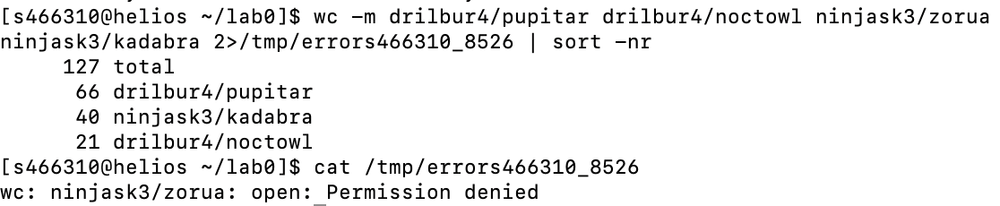 [s466310@helios ~/lab0]$ wc -m drilbur4/pupitar drilbur4/noctowl ninjask3/zorua
ninjask3/kadabra 2>/tmp/errors466310_8526 | sort -nr
127 total
66 drilbur4/pupitar
40 ninjask3/kadabra
21 drilbur4/noctowl
[s466310@helios ~/lab0]$ cat /tmp/errors466310_8526
wc: ninjask3/zorua: open: Permission denied